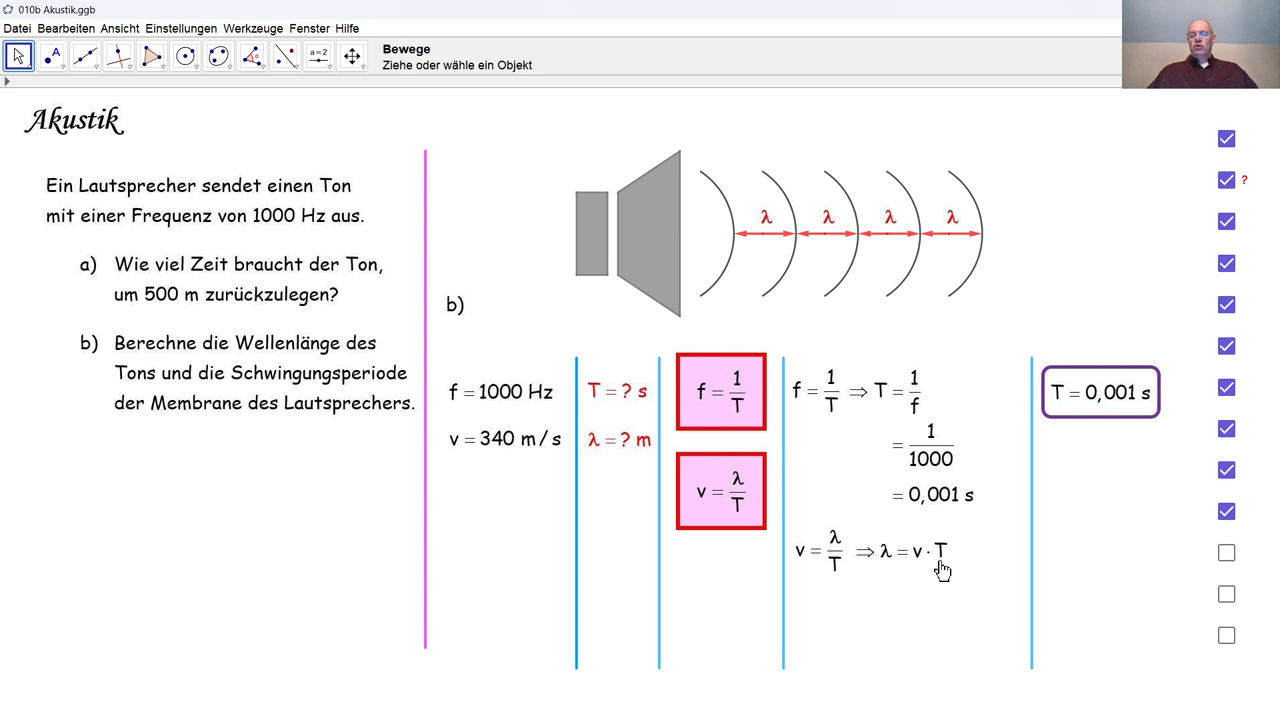 010b Akustik.ggb
Datei Bearbeiten Ansicht Einstellungen Werkzeuge Fenster Hilfe
A
a=2
Bewege
Ziehe oder wähle ein Objekt
Akustik
Ein Lautsprecher sendet einen Ton
mit einer Frequenz von 1000 Hz aus.
a) Wie viel Zeit braucht der Ton,
um 500 m zurückzulegen?
b) Berechne die Wellenlänge des
Tons und die Schwingungsperiode
der Membrane des Lautsprechers.
λ λ λ λ
b)
f = 1000 Hz
v = 340 m/s
T = ? s
λ = ? m
f = 1/T
v = λ/T
f = 1/T ⇒ T = 1/f
= 1/1000
= 0,001 s
v = λ/T ⇒ λ = v · T
T = 0,001 s
?